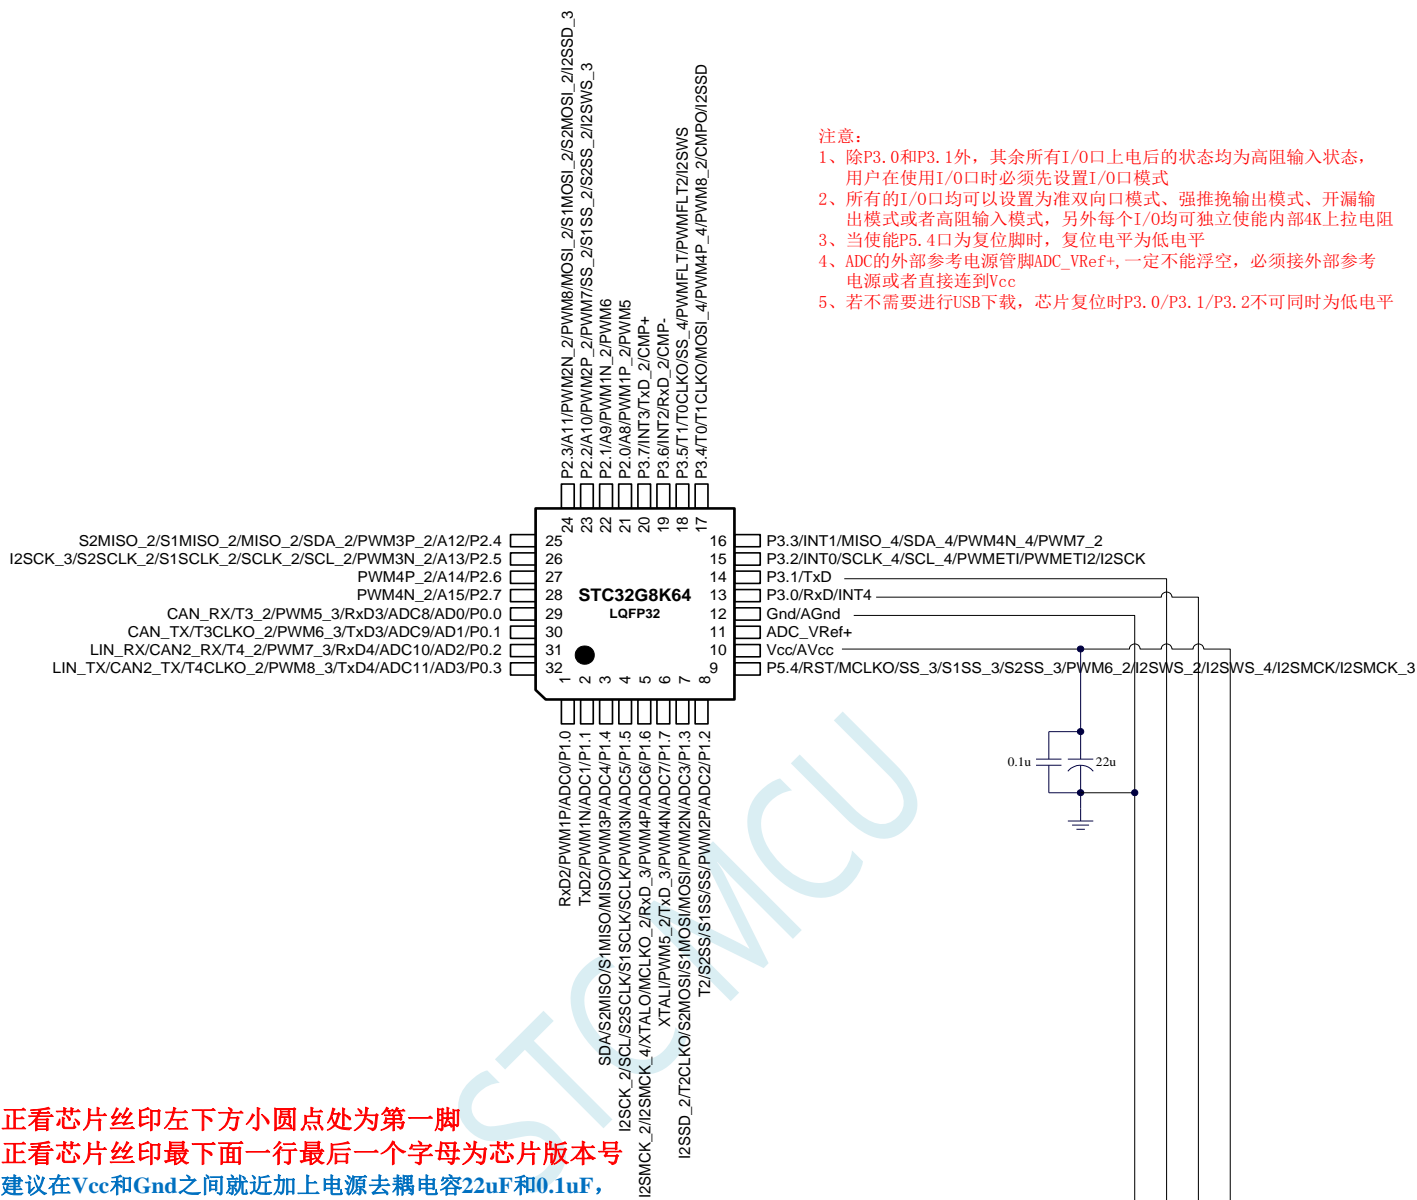 P2.3/A11/PWM2N_2/PWM8/MOSI_2/S1MOSI_2/S2MOSI_2/I2SSD_3
P2.2/A10/PWM2P_2/PWM7/SS_2/S1SS_2/S2SS_2/I2SWS_3
P2.1/A9/PWM1N_2/PWM6
P2.0/A8/PWM1P_2/PWM5
P3.7/INT3/TxD_2/CMP+
P3.6/INT2/RxD_2/CMP-
P3.5/T1/T0CLKO/SS_4/PWMFLT/PWMFLT2/I2SWS
P3.4/T0/T1CLKO/MOSI_4/PWM4P_4/PWM8_2/CMPO/I2SSD
注意：
1、除P3.0和P3.1外，其余所有I/O口上电后的状态均为高阻输入状态，
用户在使用I/O口时必须先设置I/O口模式
2、所有的I/O口均可以设置为准双向口模式、强推挽输出模式、开漏输
出模式或者高阻输入模式，另外每个I/O均可独立使能内部4K上拉电阻
3、当使能P5.4口为复位脚时，复位电平为低电平
4、ADC的外部参考电源管脚ADC_VRef+,一定不能浮空，必须接外部参考
电源或者直接连到Vcc
5、若不需要进行USB下载，芯片复位时P3.0/P3.1/P3.2不可同时为低电平
24 23 22 21 20 19 18 17
S2MISO_2/S1MISO_2/MISO_2/SDA_2/PWM3P_2/A12/P2.4 25
I2SCK_3/S2SCLK_2/S1SCLK_2/SCLK_2/SCL_2/PWM3N_2/A13/P2.5 26
PWM4P_2/A14/P2.6 27
PWM4N_2/A15/P2.7 28
CAN_RX/T3_2/PWM5_3/RxD3/ADC8/AD0/P0.0 29
CAN_TX/T3CLKO_2/PWM6_3/TxD3/ADC9/AD1/P0.1 30
LIN_RX/CAN2_RX/T4_2/PWM7_3/RxD4/ADC10/AD2/P0.2 31
LIN_TX/CAN2_TX/T4CLKO_2/PWM8_3/TxD4/ADC11/AD3/P0.3 32
STC32G8K64
LQFP32
16 P3.3/INT1/MISO_4/SDA_4/PWM4N_4/PWM7_2
15 P3.2/INT0/SCLK_4/SCL_4/PWMETI/PWMETI2/I2SCK
14 P3.1/TxD
13 P3.0/RxD/INT4
12 Gnd/AGnd
11 ADC_VRef+
10 Vcc/AVcc
9 P5.4/RST/MCLKO/SS_3/S1SS_3/S2SS_3/PWM6_2/I2SWS_2/I2SWS_4/I2SMCK/I2SMCK_3
1 2 3 4 5 6 7 8
RxD2/PWM1P/ADC0/P1.0
TxD2/PWM1N/ADC1/P1.1
SDA/S2MISO/S1MISO/MISO/PWM3P/ADC4/P1.4
I2SCK_2/SCL/S2SCLK/S1SCLK/SCLK/PWM3N/ADC5/P1.5
I2SMCK_2/I2SMCK_4/XTALO/MCLKO_2/RxD_3/PWM4P/ADC6/P1.6
XTALI/PWM5_2/TxD_3/PWM4N/ADC7/P1.7
I2SSD_2/T2CLKO/S2MOSI/S1MOSI/MOSI/PWM2N/ADC3/P1.3
T2/S2SS/S1SS/SS/PWM2P/ADC2/P1.2
0.1u 22u
STC MCU
正看芯片丝印左下方小圆点处为第一脚
正看芯片丝印最下面一行最后一个字母为芯片版本号
建议在Vcc和Gnd之间就近加上电源去耦电容22uF和0.1uF，